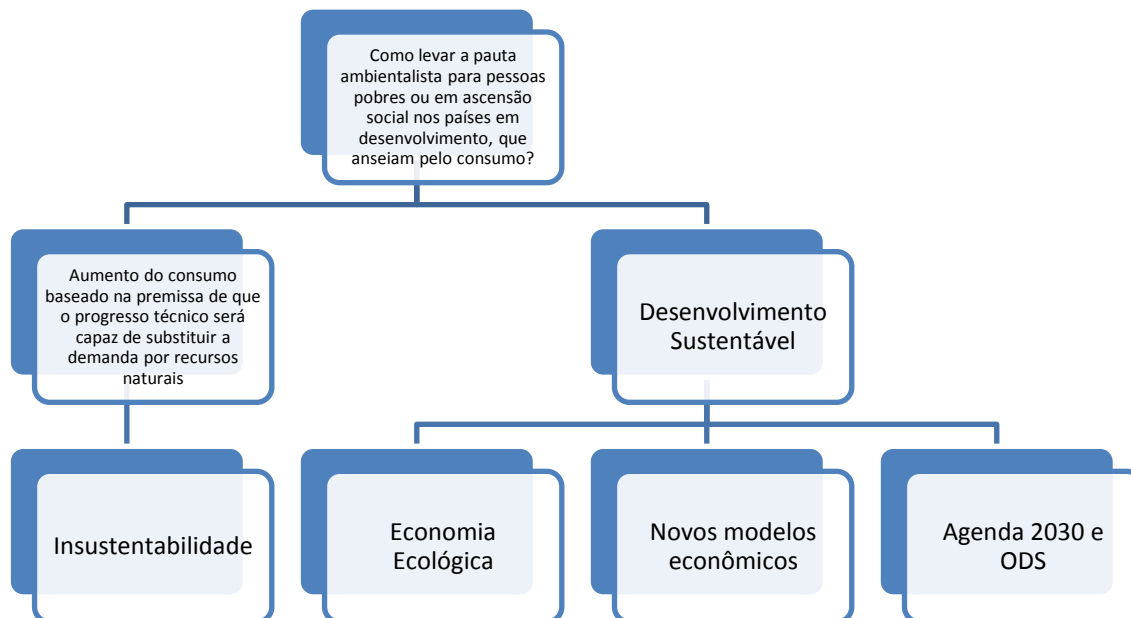 Como levar a pauta
ambientalista para pessoas
pobres ou em ascensão
social nos países em
desenvolvimento, que
anseiam pelo consumo?
Aumento do consumo
baseado na premissa de que
o progresso técnico será
capaz de substituir a
demanda por recursos
naturais
Desenvolvimento
Sustentável
Insustentabilidade
Economia
Ecológica
Novos modelos
econômicos
Agenda 2030 e
ODS